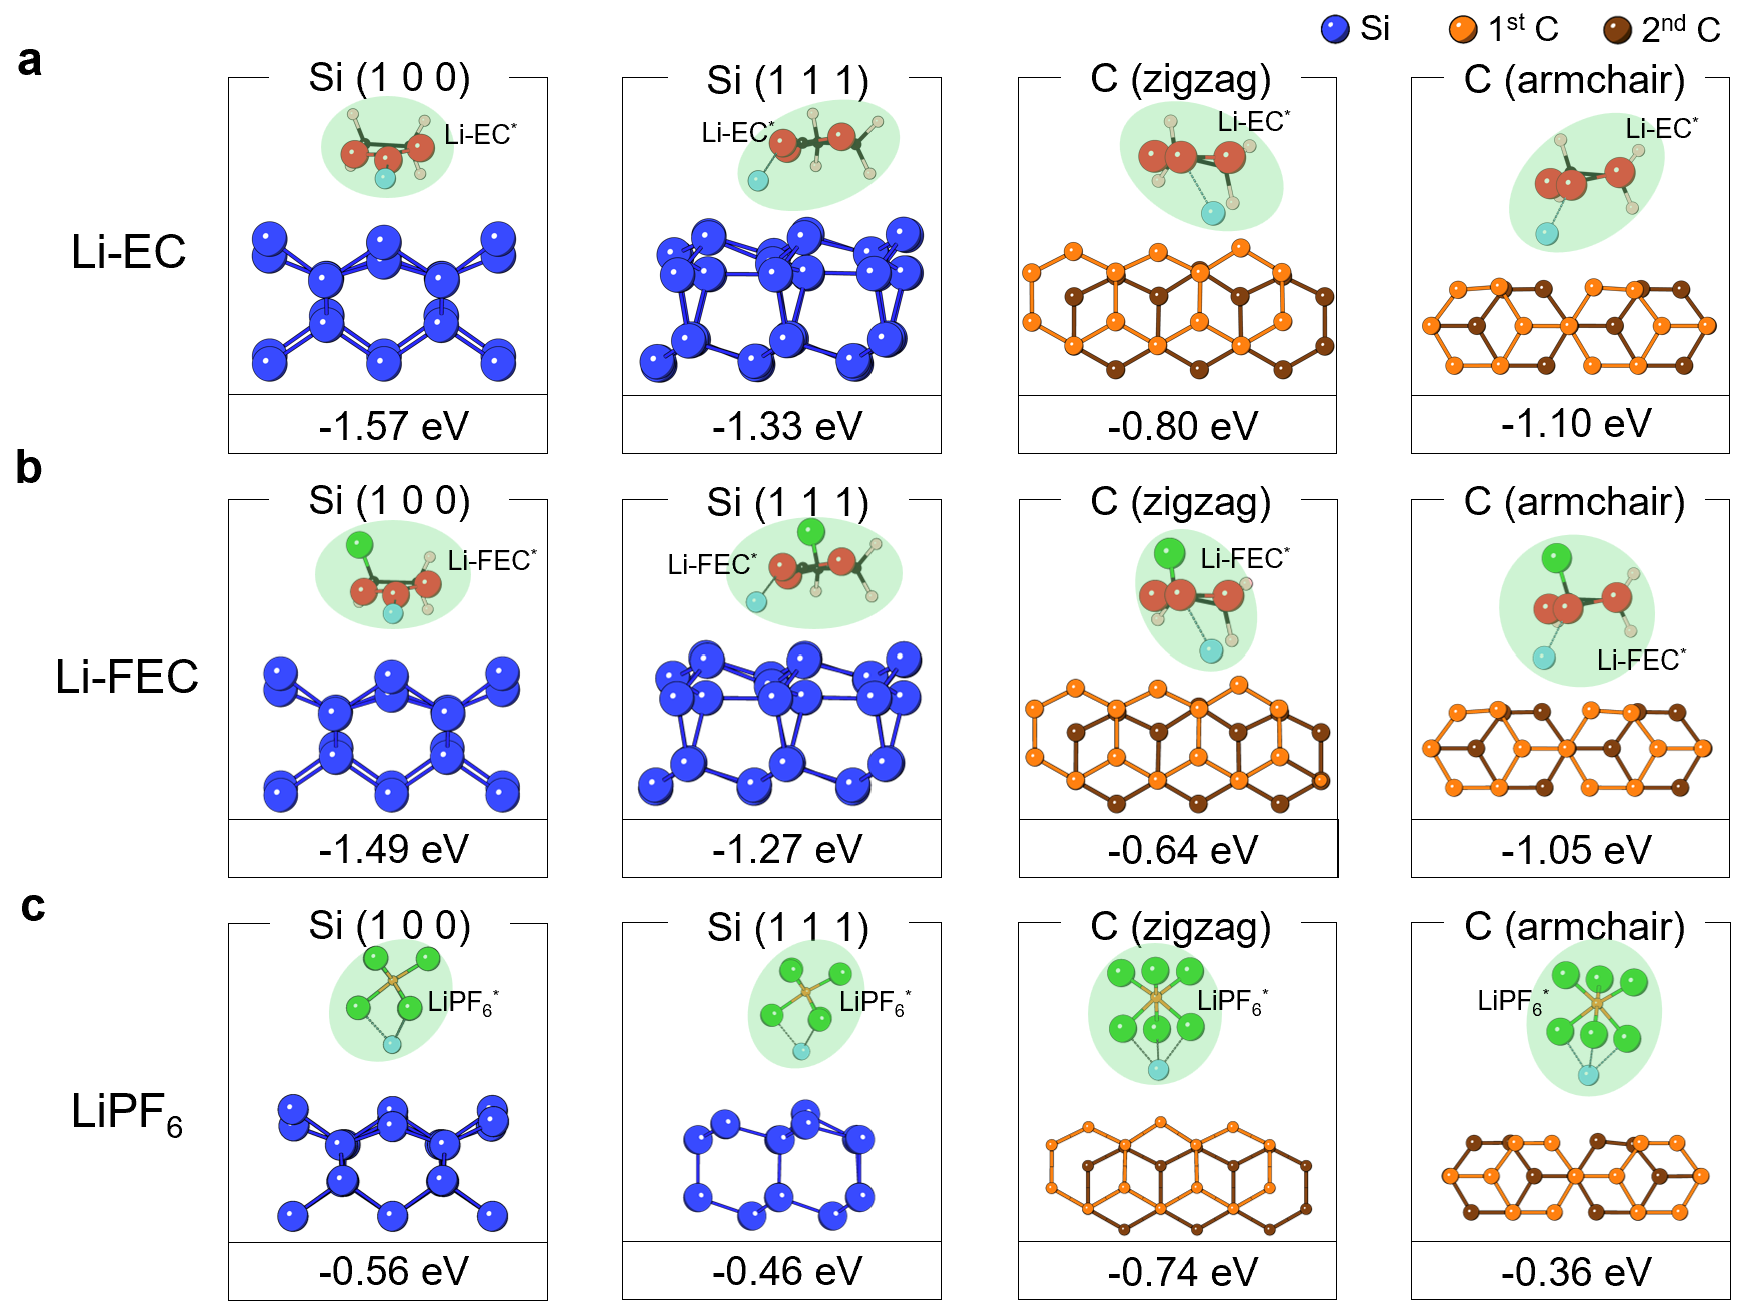 Si 1st C 2nd C
a
Si (1 0 0) Si (1 1 1) C (zigzag) C (armchair)
Li-EC* Li-EC* Li-EC* Li-EC*
Li-EC
-1.57 eV -1.33 eV -0.80 eV -1.10 eV
b
Si (1 0 0) Si (1 1 1) C (zigzag) C (armchair)
Li-FEC* Li-FEC* Li-FEC* Li-FEC*
Li-FEC
-1.49 eV -1.27 eV -0.64 eV -1.05 eV
c
Si (1 0 0) Si (1 1 1) C (zigzag) C (armchair)
LiPF6* LiPF6* LiPF6* LiPF6*
LiPF6
-0.56 eV -0.46 eV -0.74 eV -0.36 eV